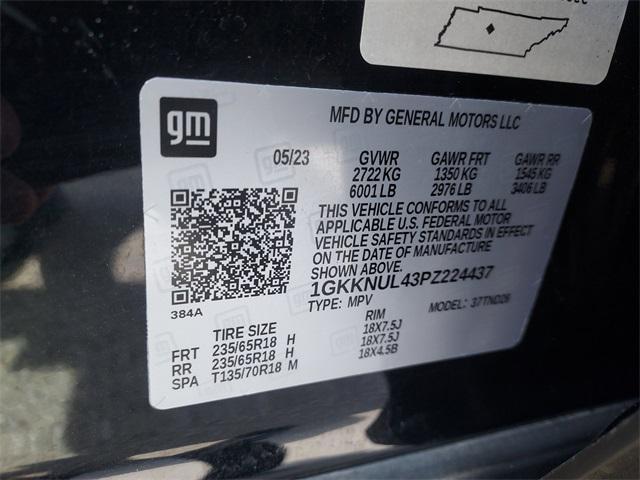 gm
MFD BY GENERAL MOTORS LLC
05/23 GVWR GAWR FRT GAWR RR
2722 KG 1350 KG 1545 KG
6001 LB 2976 LB 3406 LB
THIS VEHICLE CONFORMS TO ALL
APPLICABLE U.S. FEDERAL MOTOR
VEHICLE SAFETY STANDARDS IN EFFECT
ON THE DATE OF MANUFACTURE
SHOWN ABOVE.
1GKKNUL43PZ224437
384A TYPE: MPV MODEL: 37TND26
TIRE SIZE RIM
FRT 235/65R18 H 18X7.5J
RR 235/65R18 H 18X7.5J
SPA T135/70R18 M 18X4.5B